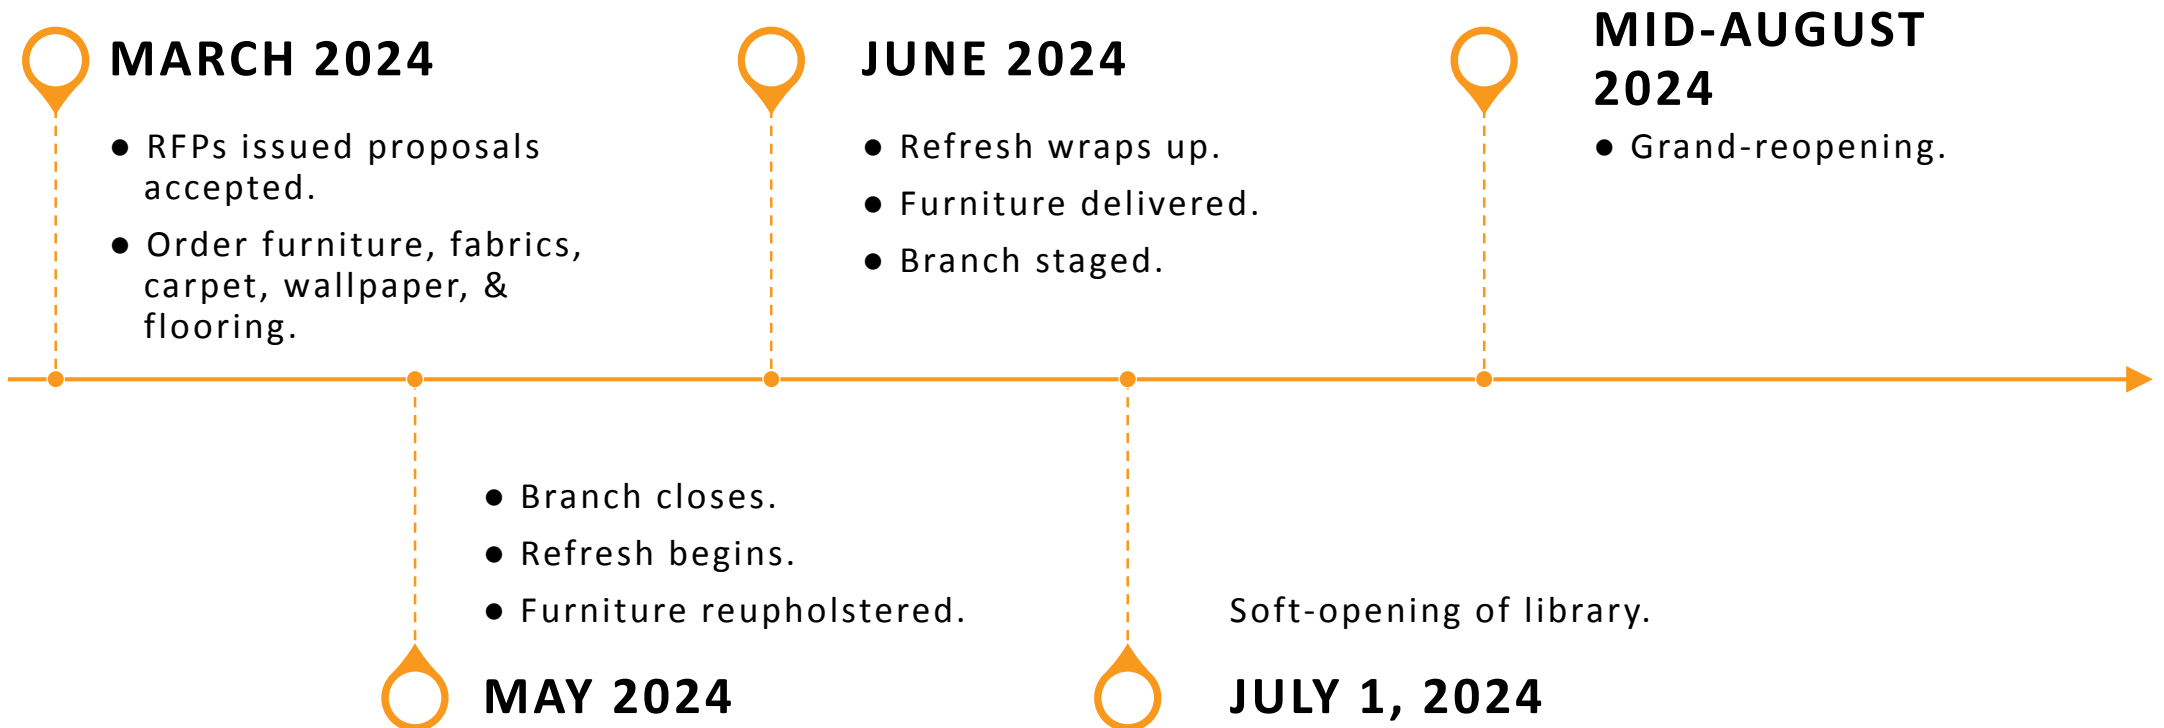 MARCH 2024
● RFPs issued proposals
accepted.
● Order furniture, fabrics,
carpet, wallpaper, &
flooring.
● Branch closes.
● Refresh begins.
● Furniture reupholstered.
MAY 2024
JUNE 2024
● Refresh wraps up.
● Furniture delivered.
● Branch staged.
Soft-opening of library.
JULY 1, 2024
MID-AUGUST
2024
● Grand-reopening.